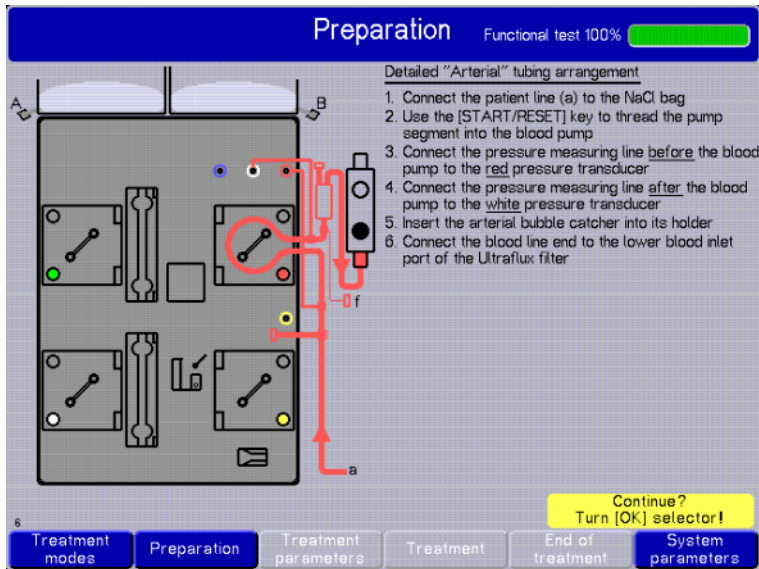 Preparation
Functional test 100%
Detailed "Arterial" tubing arrangement
1. Connect the patient line (a) to the NaCl bag
2. Use the [START/RESET] key to thread the pump
segment into the blood pump
3. Connect the pressure measuring line before the blood
pump to the red pressure transducer
4. Connect the pressure measuring line after the blood
pump to the white pressure transducer
5. Insert the arterial bubble catcher into its holder
6. Connect the blood line end to the lower blood inlet
port of the Ultraflux filter
A
B
f
a
Continue?
Turn [OK] selector!
6
Treatment
modes
Preparation
Treatment
parameters
Treatment
End of
treatment
System
parameters